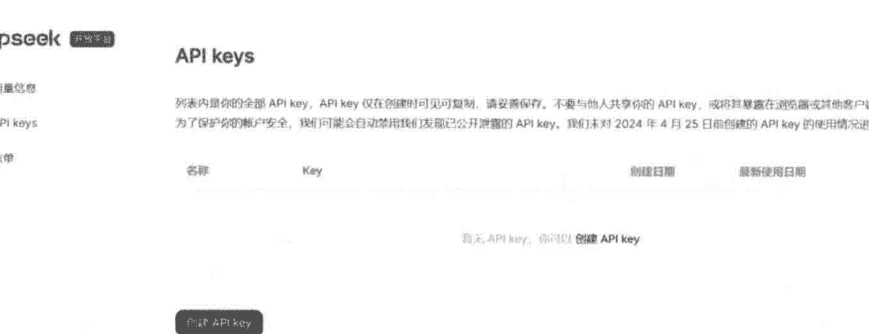 pseek 开放平台
API keys
用量信息
列表内是你的全部 API key，API key 仅在创建时可见可复制，请妥善保存。不要与他人共享你的 API key，或将其暴露在浏览器或其他客户端
PI keys
为了保护你的帐户安全，我们可能会自动禁用我们发现已公开泄露的 API key。我们未对 2024 年 4 月 25 日前创建的 API key 的使用情况进
账单
名称 Key 创建日期 最新使用日期
暂无 API key，你可以 创建 API key
创建 API key